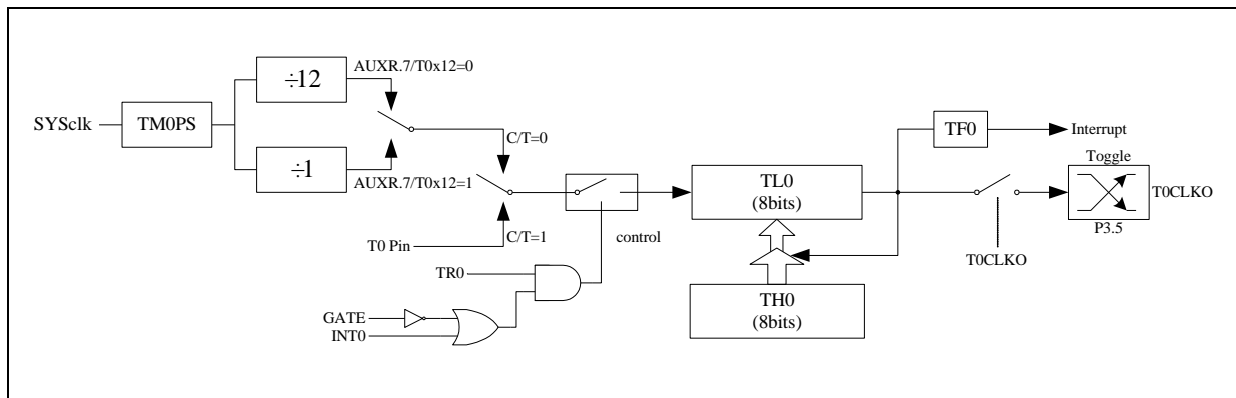 ÷12
AUXR.7/T0x12=0
SYSclk
TM0PS
C/T=0
÷1
AUXR.7/T0x12=1
T0 Pin
C/T=1
control
TR0
GATE
INT0
TL0
(8bits)
TH0
(8bits)
TF0
Interrupt
Toggle
T0CLKO
P3.5
T0CLKO